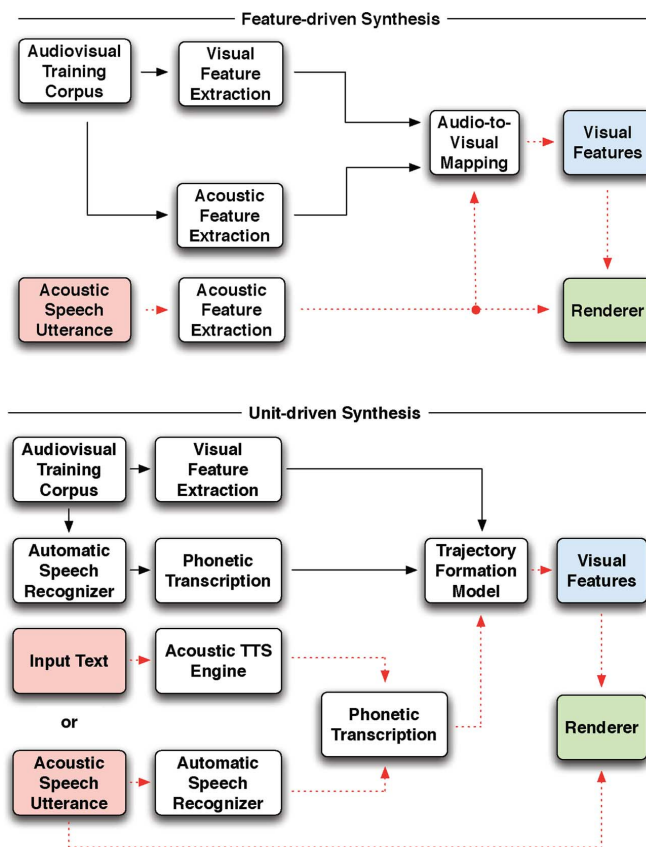 Feature-driven Synthesis
Audiovisual
Training
Corpus
Visual
Feature
Extraction
Acoustic
Feature
Extraction
Audio-to-
Visual
Mapping
Visual
Features
Acoustic
Speech
Utterance
Acoustic
Feature
Extraction
Renderer
Unit-driven Synthesis
Audiovisual
Training
Corpus
Visual
Feature
Extraction
Automatic
Speech
Recognizer
Phonetic
Transcription
Trajectory
Formation
Model
Visual
Features
Input Text
Acoustic TTS
Engine
or
Phonetic
Transcription
Renderer
Acoustic
Speech
Utterance
Automatic
Speech
Recognizer